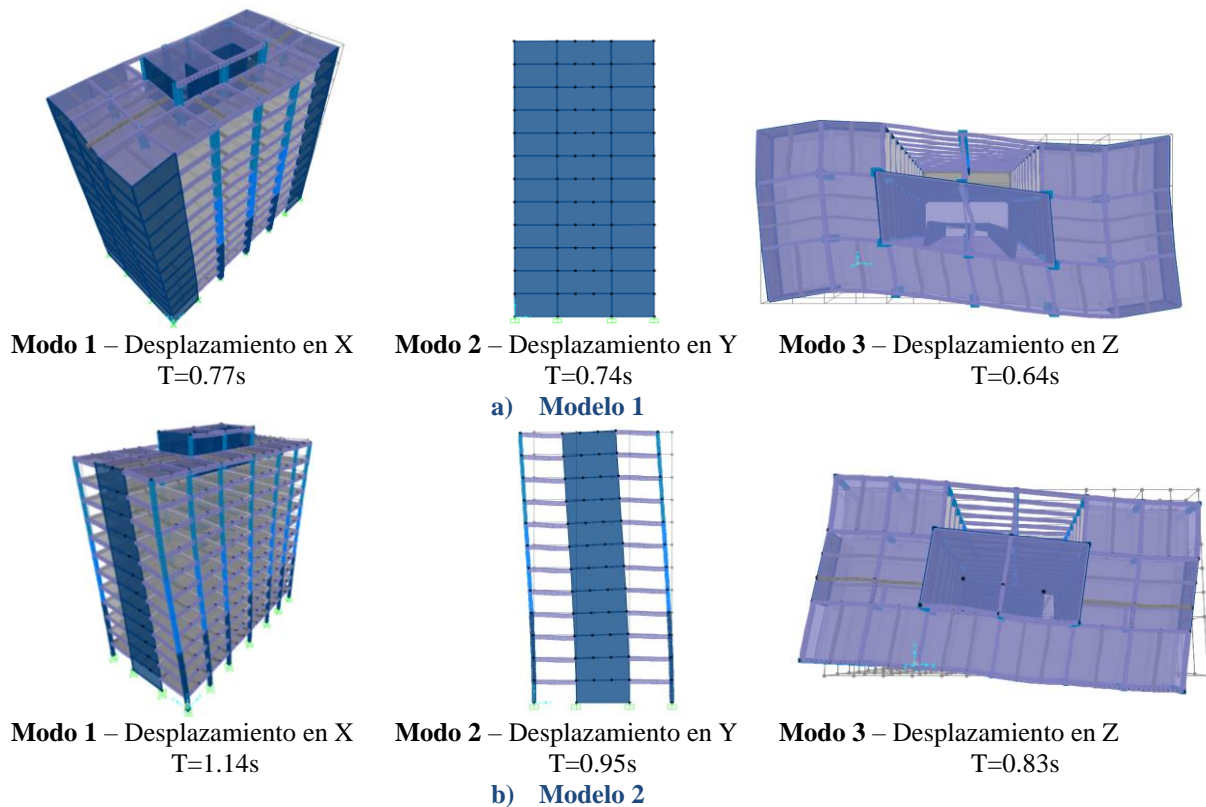 Modo 1 – Desplazamiento en X
T=0.77s
Modo 2 – Desplazamiento en Y
T=0.74s
Modo 3 – Desplazamiento en Z
T=0.64s
a) Modelo 1
Modo 1 – Desplazamiento en X
T=1.14s
Modo 2 – Desplazamiento en Y
T=0.95s
Modo 3 – Desplazamiento en Z
T=0.83s
b) Modelo 2